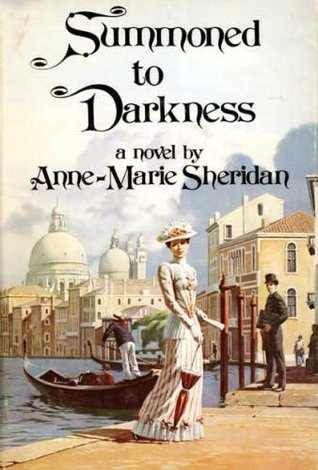 Summoned
to
Darkness
a novel by
Anne-Marie Sheridan